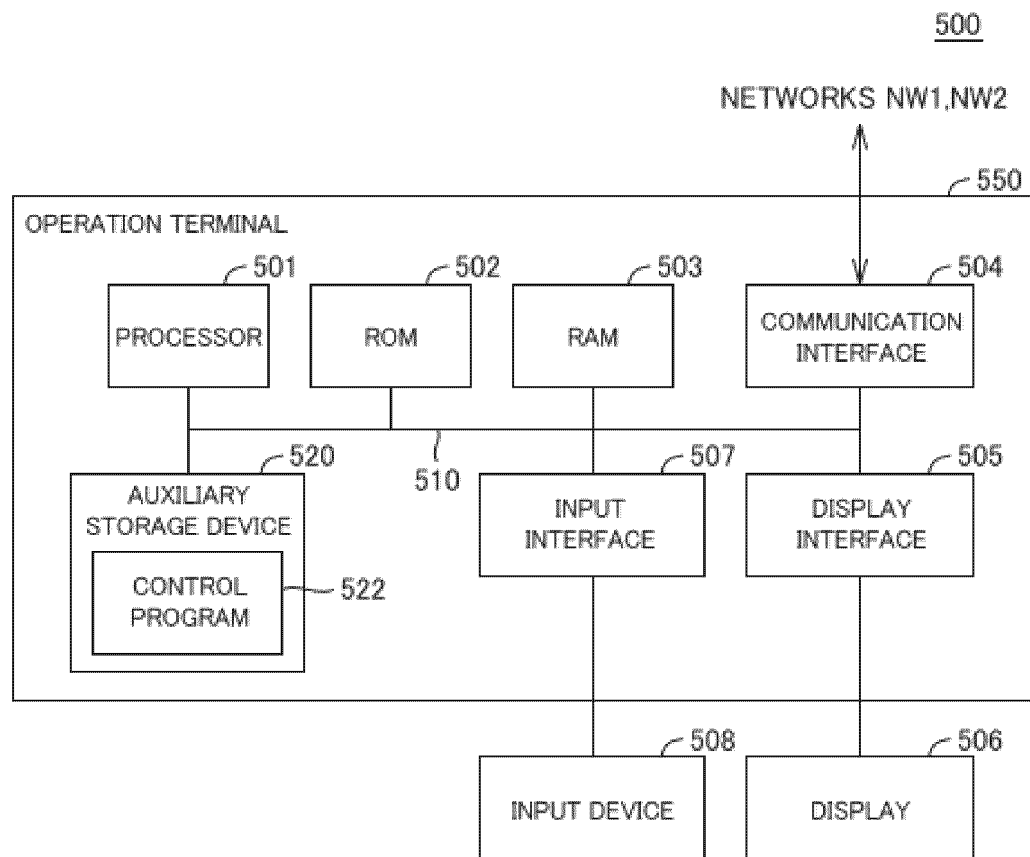 500
NETWORKS NW1,NW2
550
OPERATION TERMINAL
501
502
503
504
PROCESSOR
ROM
RAM
COMMUNICATION
INTERFACE
520
510
507
505
AUXILIARY
STORAGE DEVICE
INPUT
INTERFACE
DISPLAY
INTERFACE
CONTROL
PROGRAM
522
508
506
INPUT DEVICE
DISPLAY